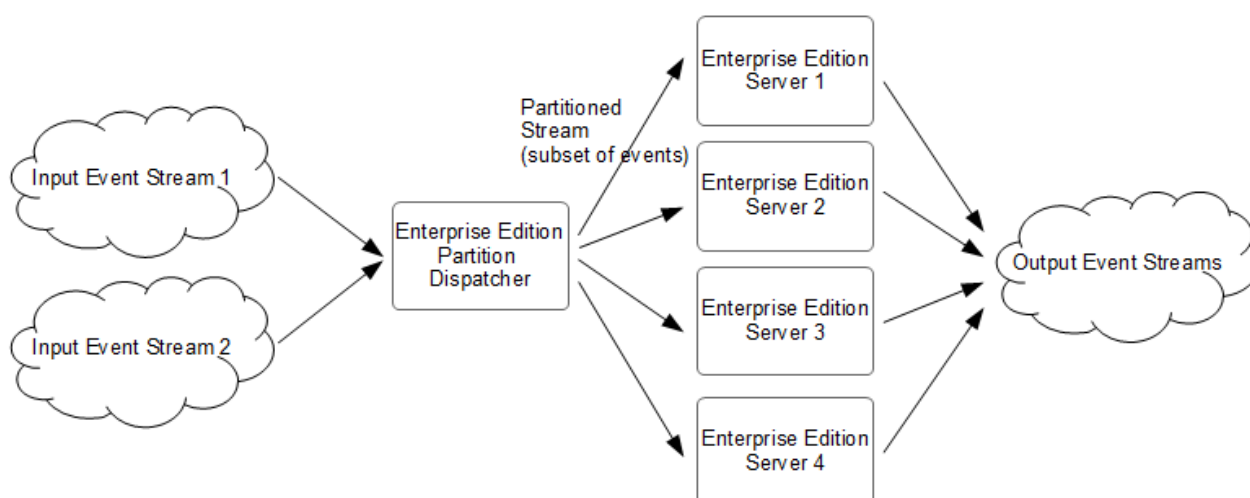 Input Event Stream 1
Input Event Stream 2
Enterprise Edition
Partition
Dispatcher
Partitioned
Stream
(subset of events)
Enterprise Edition
Server 1
Enterprise Edition
Server 2
Enterprise Edition
Server 3
Enterprise Edition
Server 4
Output Event Streams